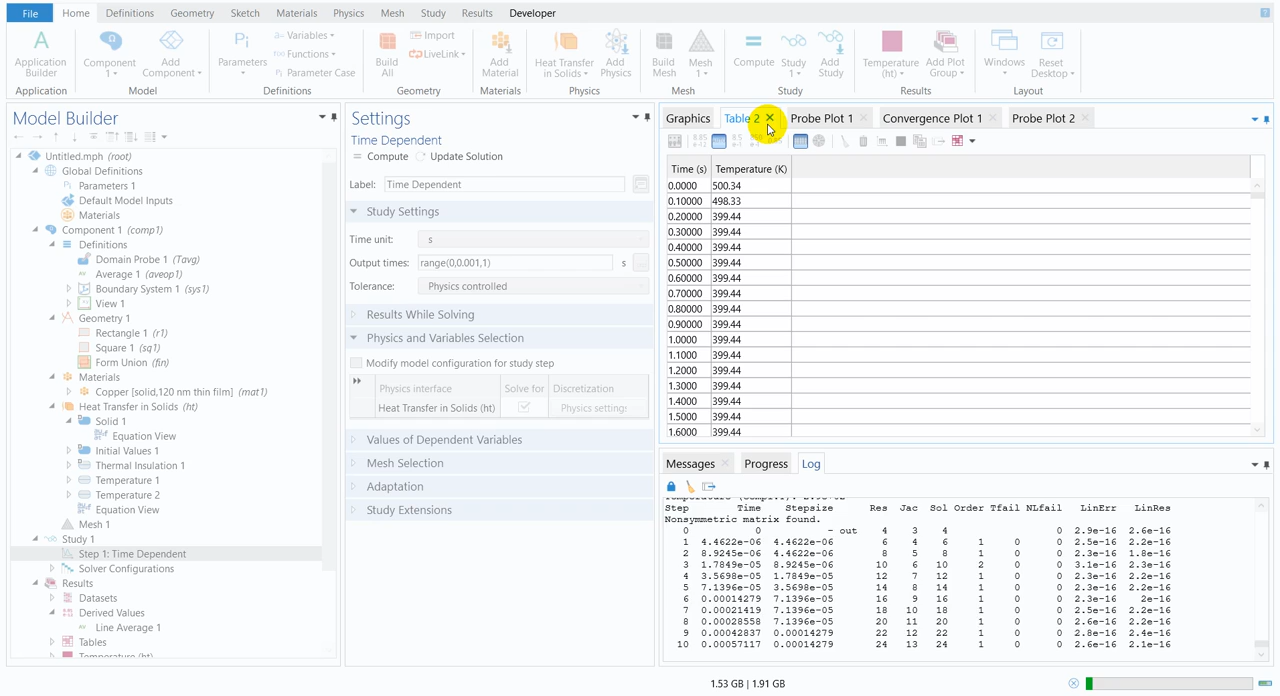 File Home Definitions Geometry Sketch Materials Physics Mesh Study Results Developer
Application Builder
Component 1
Add Component
Parameters
Variables
Functions
Parameter Case
Build All
Import
LiveLink
Add Material
Heat Transfer in Solids
Add Physics
Build Mesh
Mesh 1
Compute
Study 1
Add Study
Temperature (ht)
Add Plot Group
Windows
Reset Desktop
Application Model Definitions Geometry Materials Physics Mesh Study Results Layout
Model Builder
Untitled.mph (root)
Global Definitions
Parameters 1
Default Model Inputs
Materials
Component 1 (comp1)
Definitions
Domain Probe 1 (Tavg)
Average 1 (aveop1)
Boundary System 1 (sys1)
View 1
Geometry 1
Rectangle 1 (r1)
Square 1 (sq1)
Form Union (fin)
Materials
Copper [solid,120 nm thin film] (mat1)
Heat Transfer in Solids (ht)
Solid 1
Equation View
Initial Values 1
Thermal Insulation 1
Temperature 1
Temperature 2
Equation View
Mesh 1
Study 1
Step 1: Time Dependent
Solver Configurations
Results
Datasets
Derived Values
Line Average 1
Tables
Temperature (ht)
Settings
Time Dependent
Compute Update Solution
Label: Time Dependent
Study Settings
Time unit: s
Output times: range(0,0.001,1) s
Tolerance: Physics controlled
Results While Solving
Physics and Variables Selection
Modify model configuration for study step
Physics interface Solve for Discretization
Heat Transfer in Solids (ht) Physics settings
Values of Dependent Variables
Mesh Selection
Adaptation
Study Extensions
Graphics Table 2 Probe Plot 1 Convergence Plot 1 Probe Plot 2
Time (s) Temperature (K)
0.0000 500.34
0.10000 498.33
0.20000 399.44
0.30000 399.44
0.40000 399.44
0.50000 399.44
0.60000 399.44
0.70000 399.44
0.80000 399.44
0.90000 399.44
1.0000 399.44
1.1000 399.44
1.2000 399.44
1.3000 399.44
1.4000 399.44
1.5000 399.44
1.6000 399.44
Messages Progress Log
Step Time Stepsize Res Jac Sol Order Tfail NLfail LinErr LinRes
Nonsymmetric matrix found.
0 0 - out 4 3 4 0 2.9e-16 2.6e-16
1 4.4622e-06 4.4622e-06 6 4 6 1 0 0 2.5e-16 2.2e-16
2 8.9245e-06 4.4622e-06 8 5 8 1 0 0 2.3e-16 1.8e-16
3 1.7849e-05 8.9245e-06 10 6 10 2 0 0 3.1e-16 2.3e-16
4 3.5698e-05 1.7849e-05 12 7 12 1 0 0 2.3e-16 2.2e-16
5 7.1396e-05 3.5698e-05 14 8 14 1 0 0 2.3e-16 2.2e-16
6 0.00014279 7.1396e-05 16 9 16 1 0 0 2.3e-16 2e-16
7 0.00021419 7.1396e-05 18 10 18 1 0 0 2.5e-16 2.2e-16
8 0.00028558 7.1396e-05 20 11 20 1 0 0 2.6e-16 2.2e-16
9 0.00042837 0.00014279 22 12 22 1 0 0 2.8e-16 2.4e-16
10 0.00057117 0.00014279 24 13 24 1 0 0 2.6e-16 2.1e-16
1.53 GB | 1.91 GB